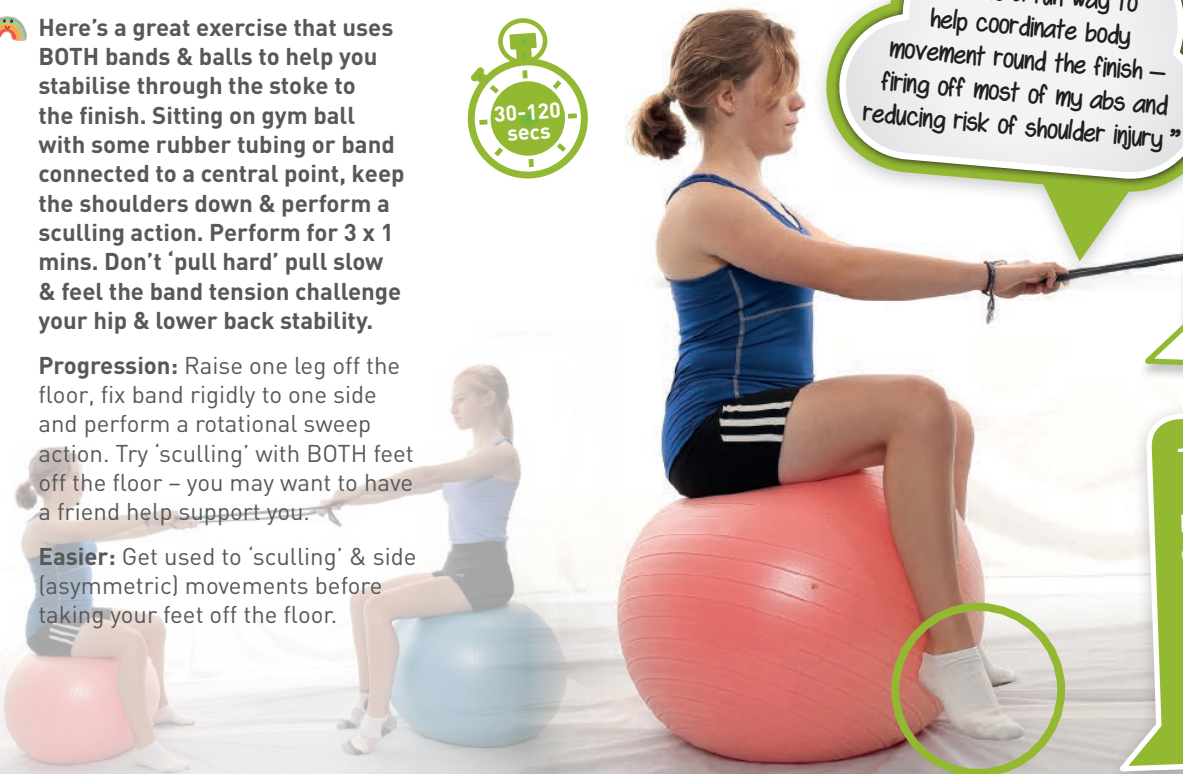 Here’s a great exercise that uses
BOTH bands & balls to help you
stabilise through the stoke to
the finish. Sitting on gym ball
with some rubber tubing or band
connected to a central point, keep
the shoulders down & perform a
sculling action. Perform for 3 x 1
mins. Don’t ‘pull hard’ pull slow
& feel the band tension challenge
your hip & lower back stability.
Progression: Raise one leg off the
floor, fix band rigidly to one side
and perform a rotational sweep
action. Try ‘sculling’ with BOTH feet
off the floor – you may want to have
a friend help support you.
Easier: Get used to ‘sculling’ & side
(asymmetric) movements before
taking your feet off the floor.
30-120
secs
fun way to
help coordinate body
movement round the finish –
firing off most of my abs and
reducing risk of shoulder injury ”